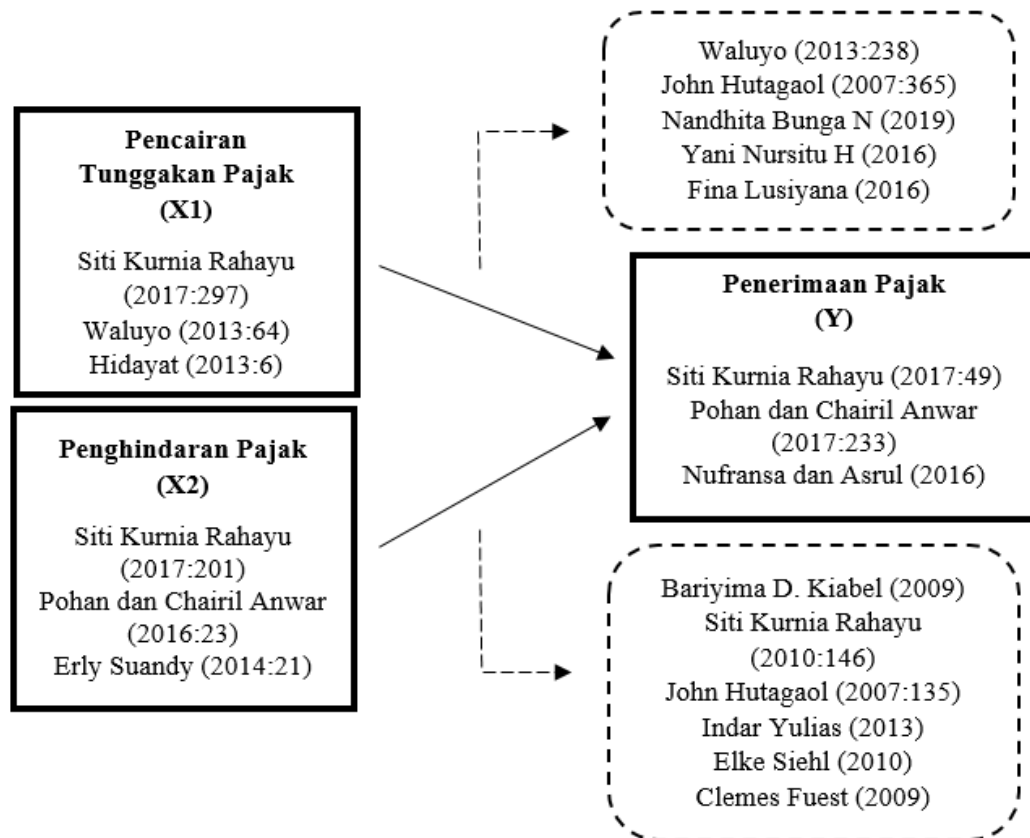 Pencairan
Tunggakan Pajak
(X1)
Siti Kurnia Rahayu
(2017:297)
Waluyo (2013:64)
Hidayat (2013:6)
Penghindaran Pajak
(X2)
Siti Kurnia Rahayu
(2017:201)
Pohan dan Chairil Anwar
(2016:23)
Erly Suandy (2014:21)
Waluyo (2013:238)
John Hutagaol (2007:365)
Nandhita Bunga N (2019)
Yani Nursitu H (2016)
Fina Lusiyana (2016)
Penerimaan Pajak
(Y)
Siti Kurnia Rahayu (2017:49)
Pohan dan Chairil Anwar
(2017:233)
Nufransa dan Asrul (2016)
Bariyima D. Kiabel (2009)
Siti Kurnia Rahayu
(2010:146)
John Hutagaol (2007:135)
Indar Yulias (2013)
Elke Siehl (2010)
Clemes Fuest (2009)